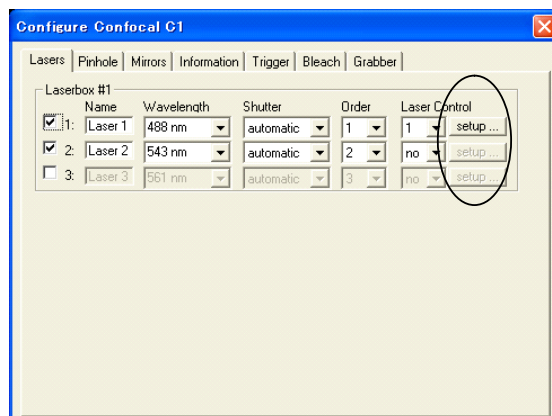 Configure Confocal C1
Lasers Pinhole Mirrors Information Trigger Bleach Grabber
Laserbox #1
Name Wavelength Shutter Order Laser Control
1: Laser 1 488 nm automatic 1 1 setup ...
2: Laser 2 543 nm automatic 2 no setup ...
3: Laser 3 561 nm automatic 3 no setup ...